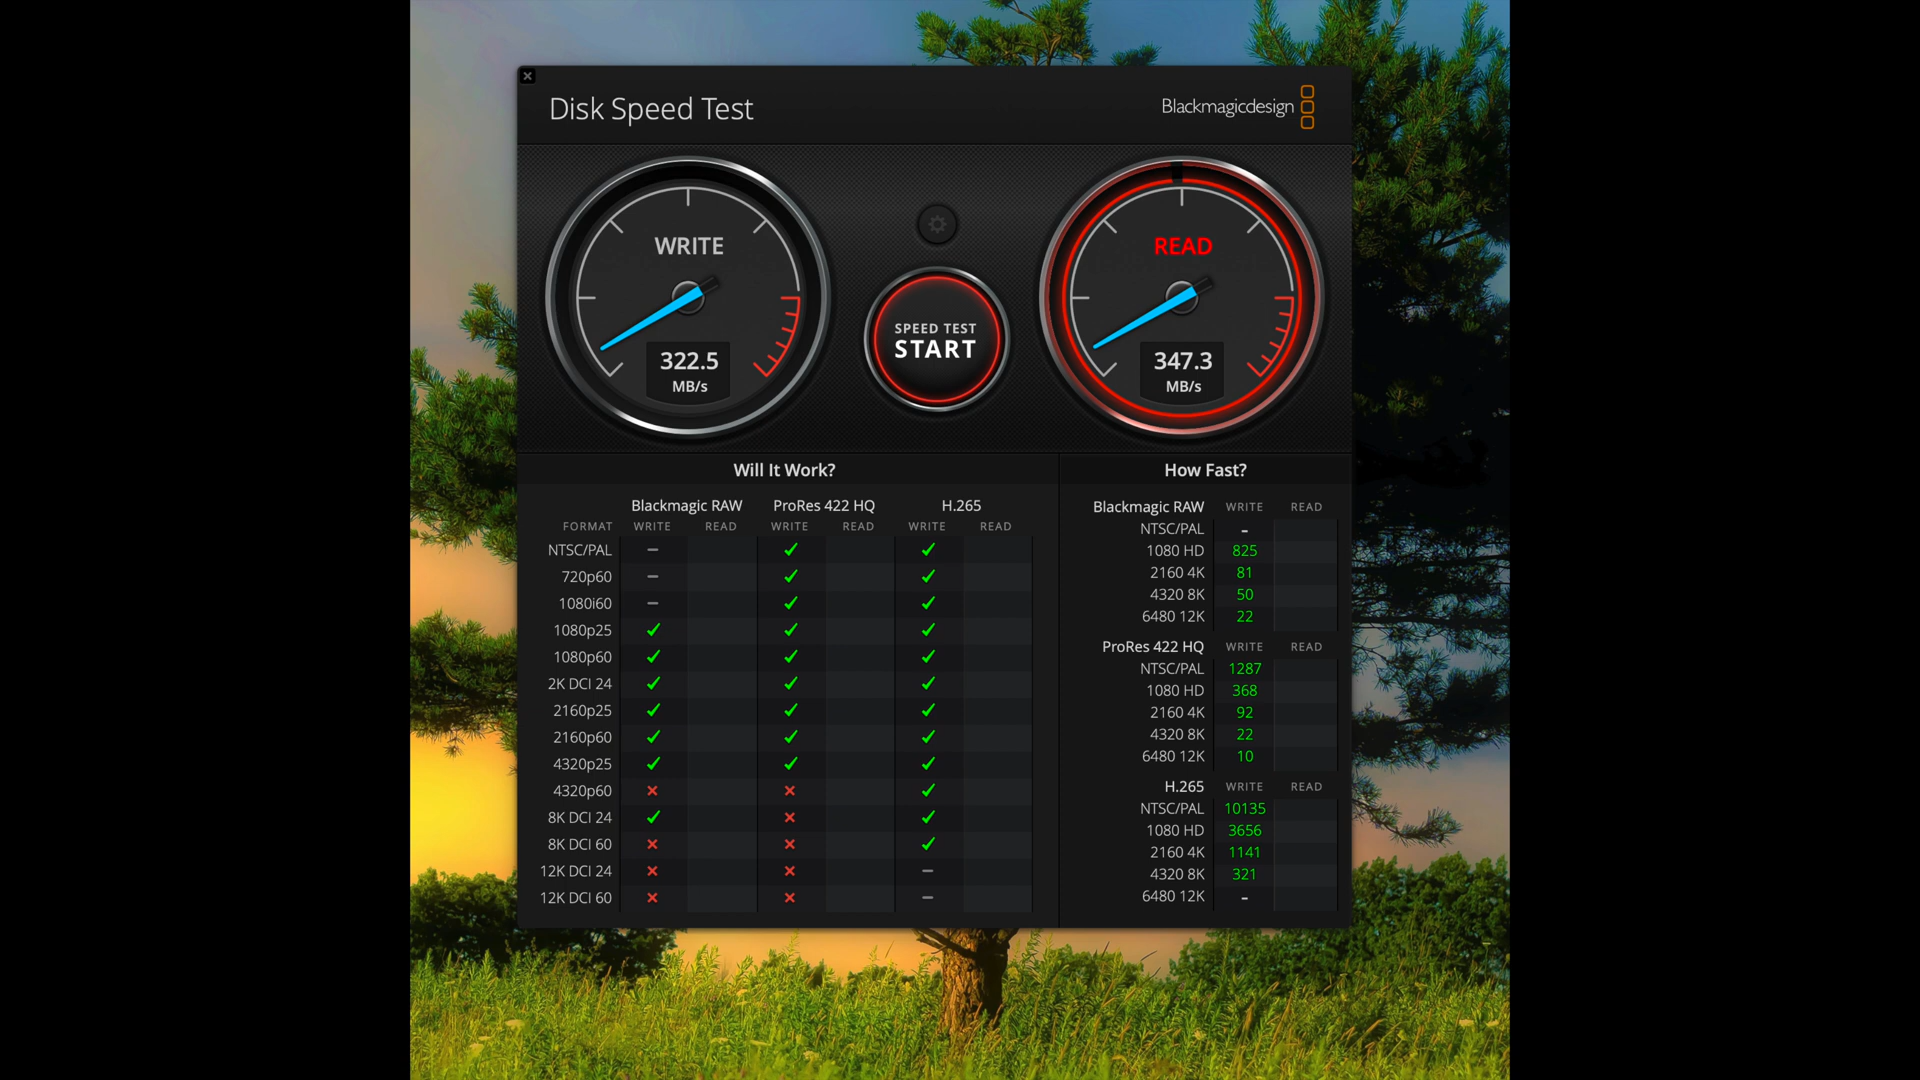 Disk Speed Test
Blackmagicdesign
WRITE
322.5
MB/s
SPEED TEST
START
READ
347.3
MB/s
Will It Work?
Blackmagic RAW ProRes 422 HQ H.265
FORMAT WRITE READ WRITE READ WRITE READ
NTSC/PAL – ✓ ✓
720p60 – ✓ ✓
1080i60 – ✓ ✓
1080p25 ✓ ✓ ✓
1080p60 ✓ ✓ ✓
2K DCI 24 ✓ ✓ ✓
2160p25 ✓ ✓ ✓
2160p60 ✓ ✓ ✓
4320p25 ✓ ✓ ✓
4320p60 ✕ ✕ ✓
8K DCI 24 ✓ ✕ ✓
8K DCI 60 ✕ ✕ ✓
12K DCI 24 ✕ ✕ –
12K DCI 60 ✕ ✕ –
How Fast?
Blackmagic RAW WRITE READ
NTSC/PAL -
1080 HD 825
2160 4K 81
4320 8K 50
6480 12K 22
ProRes 422 HQ WRITE READ
NTSC/PAL 1287
1080 HD 368
2160 4K 92
4320 8K 22
6480 12K 10
H.265 WRITE READ
NTSC/PAL 10135
1080 HD 3656
2160 4K 1141
4320 8K 321
6480 12K -